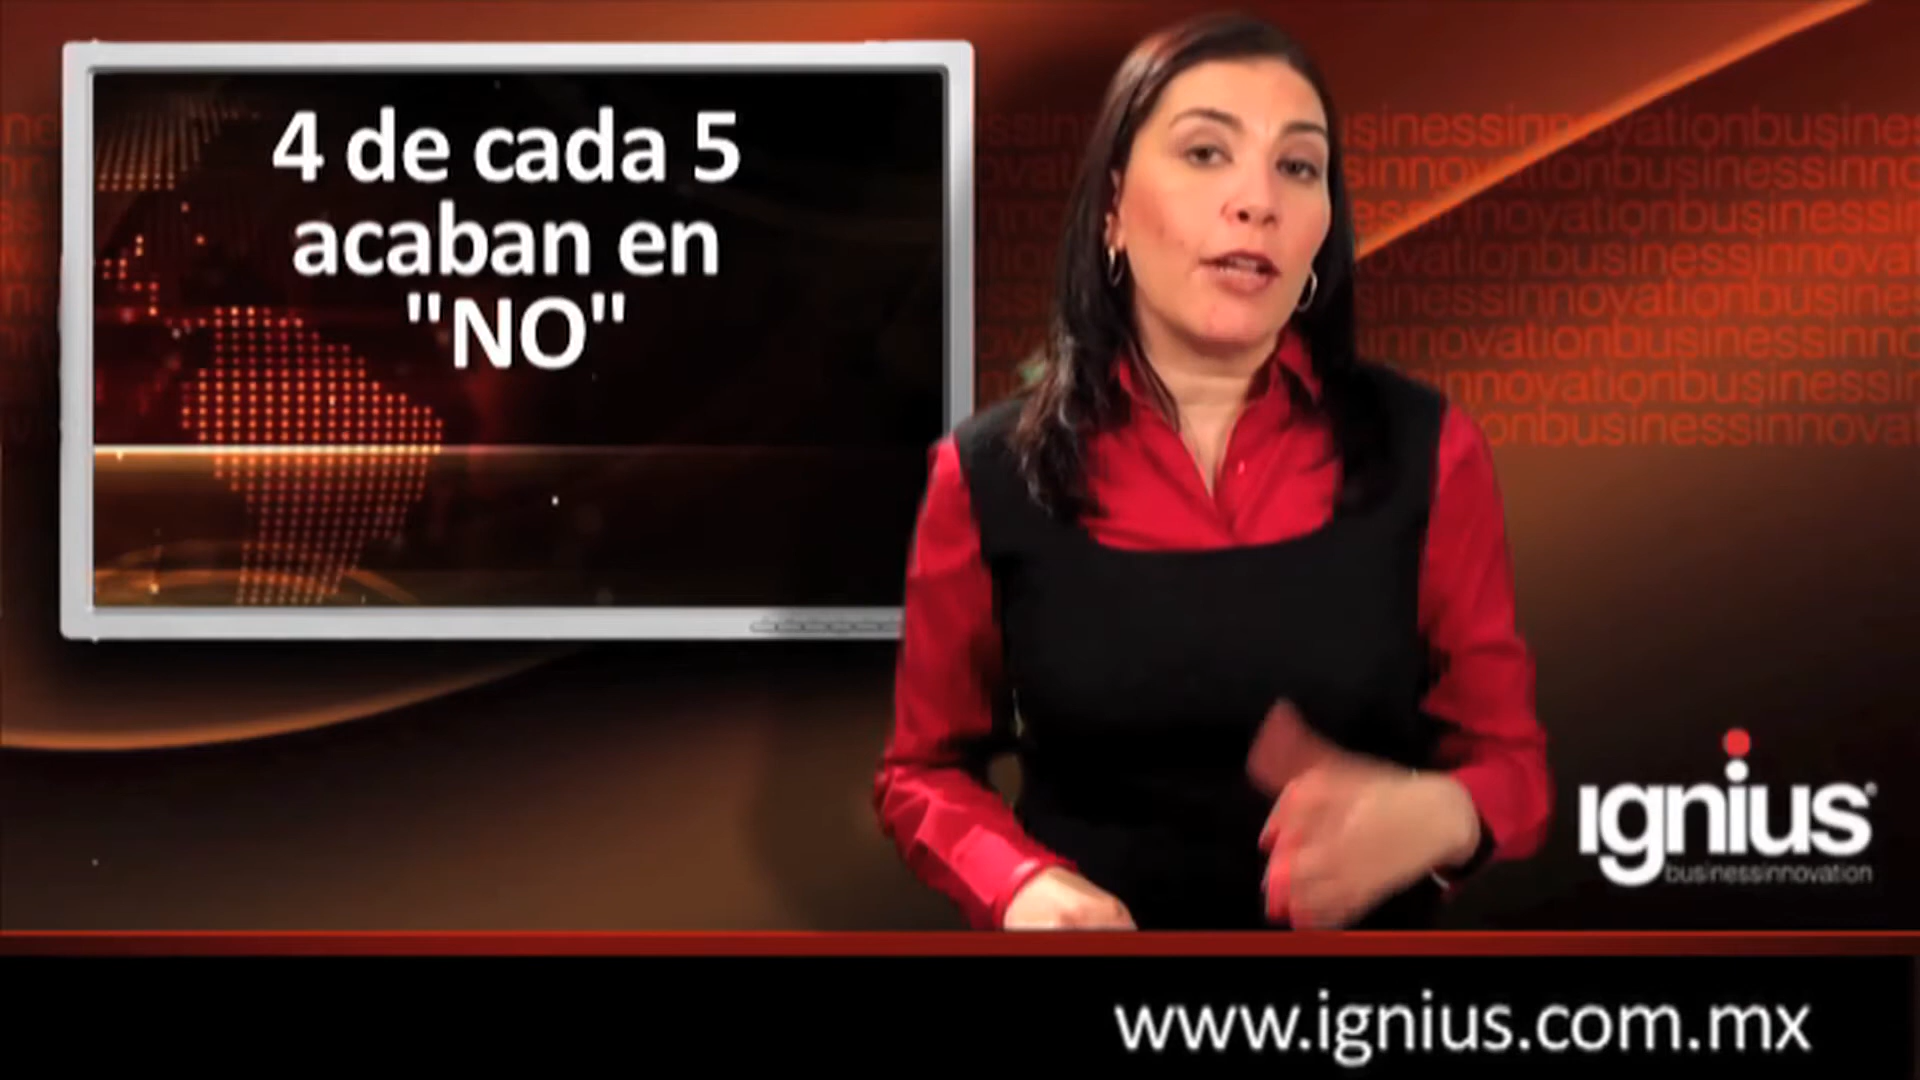 4 de cada 5
acaban en
"NO"
ignius®
businessinnovation
www.ignius.com.mx